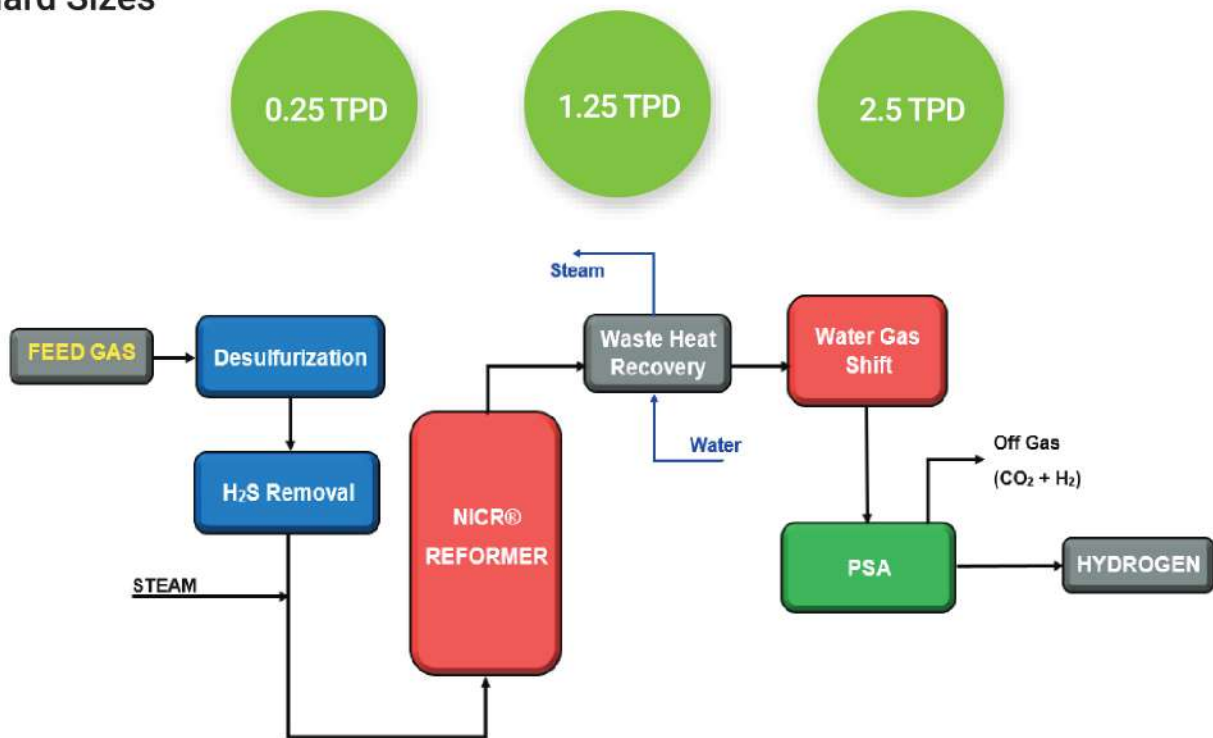 ard Sizes
0.25 TPD
1.25 TPD
2.5 TPD
Steam
FEED GAS
Desulfurization
Waste Heat
Recovery
Water Gas
Shift
Water
H₂S Removal
NICR®
REFORMER
STEAM
Off Gas
(CO₂ + H₂)
PSA
HYDROGEN